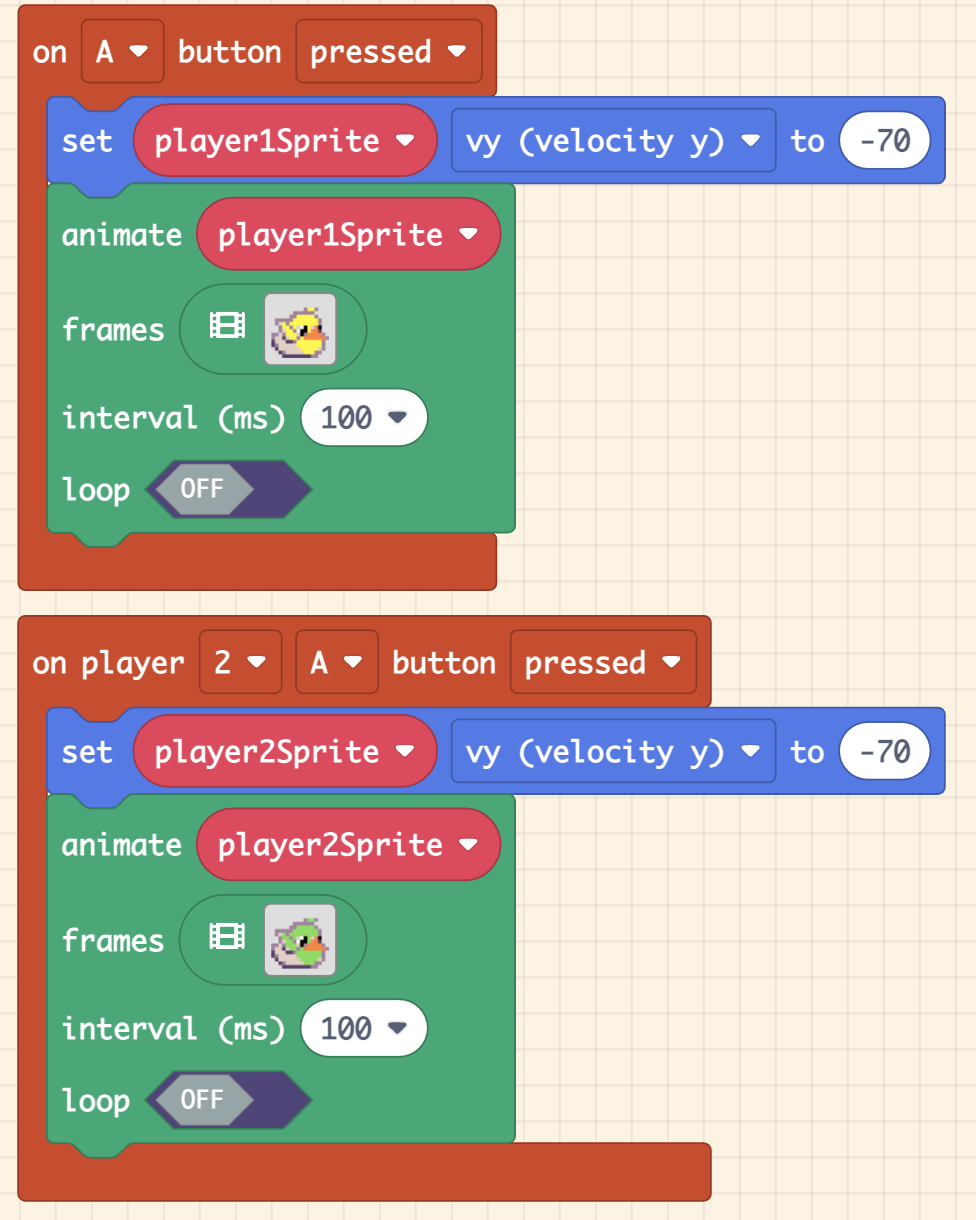 on A button pressed
set player1Sprite vy (velocity y) to -70
animate player1Sprite
frames
interval (ms) 100
loop OFF
on player 2 A button pressed
set player2Sprite vy (velocity y) to -70
animate player2Sprite
frames
interval (ms) 100
loop OFF